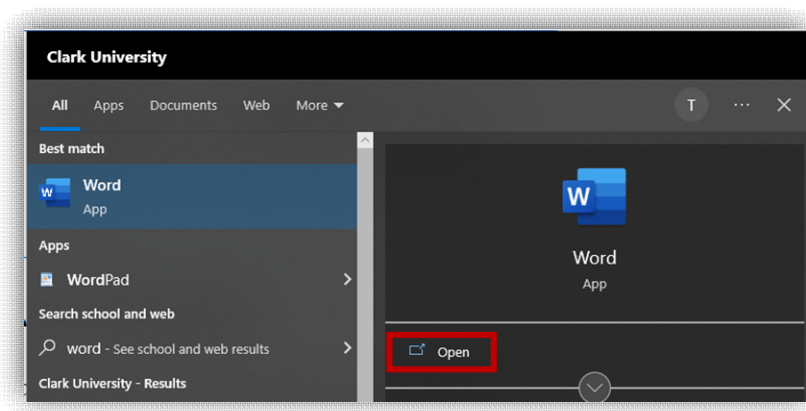 Clark University
All Apps Documents Web More T ...
Best match
Word
App
Apps
WordPad
Search school and web
word - See school and web results
Clark University - Results
W
Word
App
Open